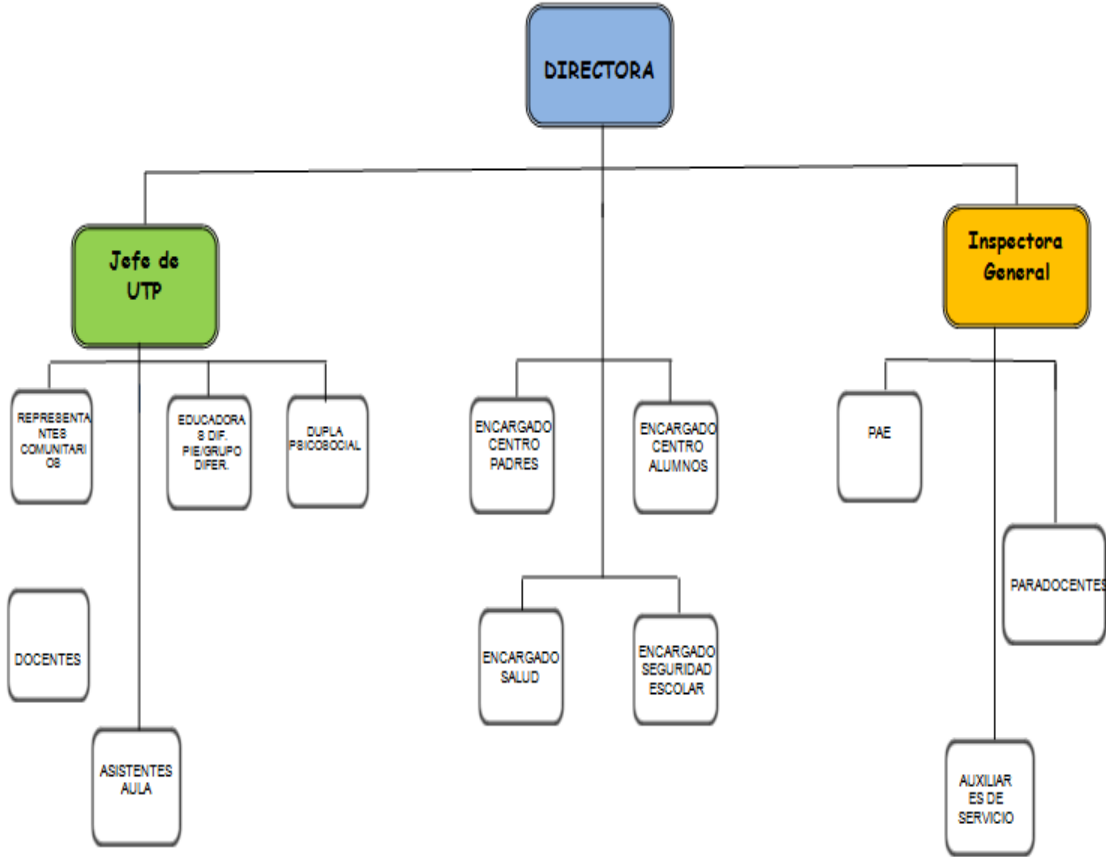 DIRECTORA
Jefe de
UTP
Inspectora
General
REPRESENTA
NTES
COMUNITARI
OS
EDUCADORA
S DIF.
PIE/GRUPO
DIFER.
DUPLA
PSICOSOCIAL
ENCARGADO
CENTRO
PADRES
ENCARGADO
CENTRO
ALUMNOS
PAE
PARADOCENTES
DOCENTES
ENCARGADO
SALUD
ENCARGADO
SEGURIDAD
ESCOLAR
ASISTENTES
AULA
AUXILIAR
ES DE
SERVICIO